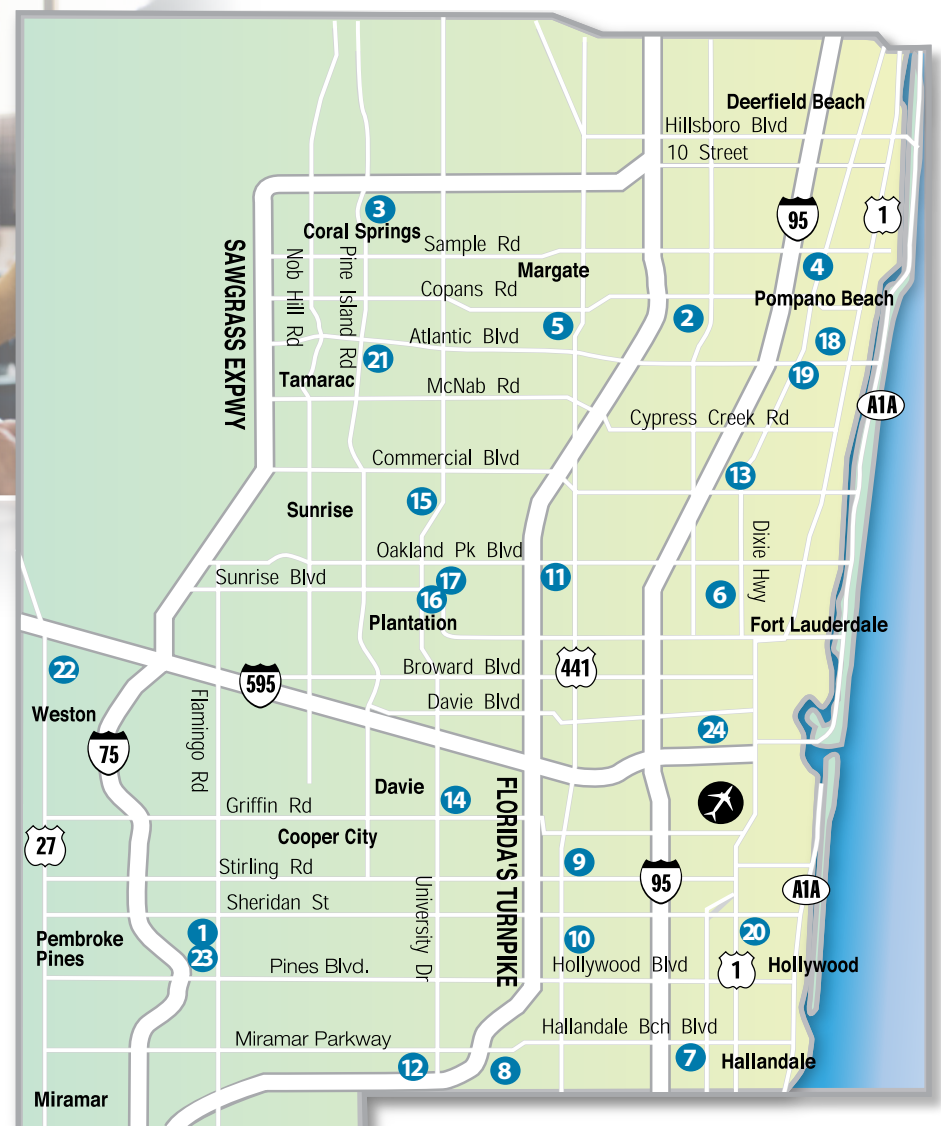 Deerfield Beach
Hillsboro Blvd
10 Street
95
1
3
Coral Springs
Sample Rd
Margate
4
SAWGRASS EXPWY
Nob Hill Rd
Pine Island Rd
Copans Rd
Pompano Beach
5
2
Atlantic Blvd
18
21
Tamarac
19
McNab Rd
A1A
Cypress Creek Rd
Commercial Blvd
13
15
Sunrise
Dixie Hwy
Oakland Pk Blvd
Sunrise Blvd
17
11
16
6
Plantation
Fort Lauderdale
22
595
Broward Blvd
441
Weston
Flamingo Rd
Davie Blvd
24
75
Davie
14
FLORIDA'S TURNPIKE
Griffin Rd
27
Cooper City
9
Stirling Rd
95
A1A
University Dr
Sheridan St
1
Pembroke
Pines
23
10
20
Pines Blvd.
Hollywood Blvd
1
Hollywood
Hallandale Bch Blvd
Miramar Parkway
12
8
7
Hallandale
Miramar